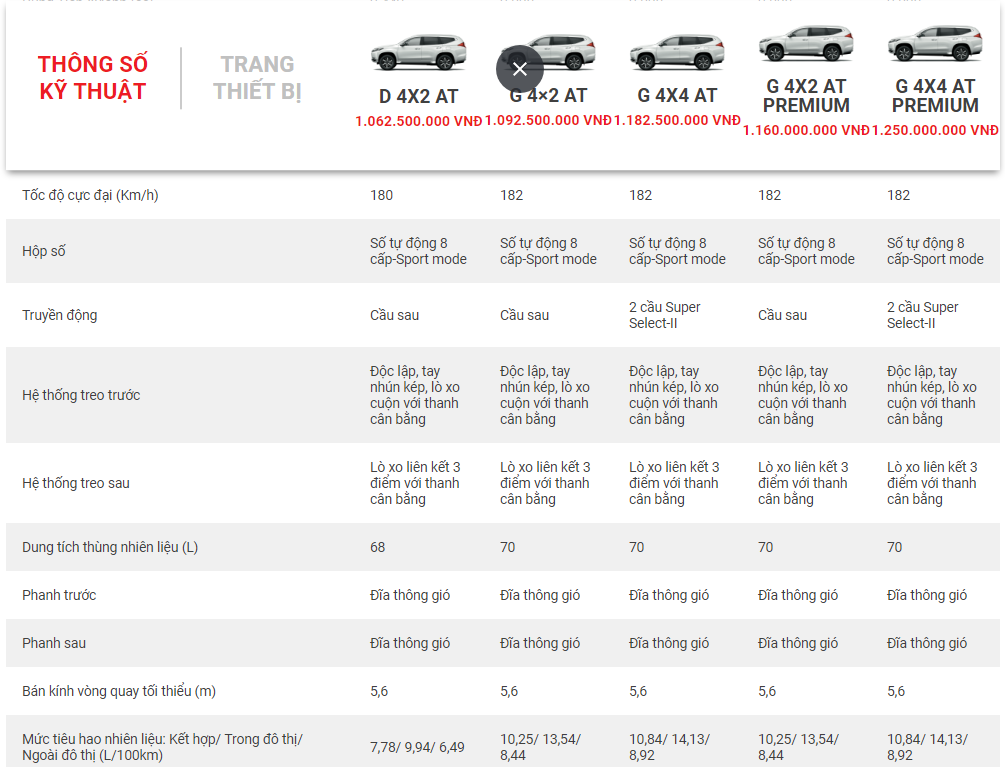 THÔNG SỐ
KỸ THUẬT
TRANG
THIẾT BỊ
D 4X2 AT
1.062.500.000 VNĐ
G 4×2 AT
1.092.500.000 VNĐ
G 4X4 AT
1.182.500.000 VNĐ
G 4X2 AT
PREMIUM
1.160.000.000 VNĐ
G 4X4 AT
PREMIUM
1.250.000.000 VNĐ
Tốc độ cực đại (Km/h)
180
182
182
182
182
Hộp số
Số tự động 8
cấp-Sport mode
Số tự động 8
cấp-Sport mode
Số tự động 8
cấp-Sport mode
Số tự động 8
cấp-Sport mode
Số tự động 8
cấp-Sport mode
Truyền động
Cầu sau
Cầu sau
2 cầu Super
Select-II
Cầu sau
2 cầu Super
Select-II
Hệ thống treo trước
Độc lập, tay
nhún kép, lò xo
cuộn với thanh
cân bằng
Độc lập, tay
nhún kép, lò xo
cuộn với thanh
cân bằng
Độc lập, tay
nhún kép, lò xo
cuộn với thanh
cân bằng
Độc lập, tay
nhún kép, lò xo
cuộn với thanh
cân bằng
Độc lập, tay
nhún kép, lò xo
cuộn với thanh
cân bằng
Hệ thống treo sau
Lò xo liên kết 3
điểm với thanh
cân bằng
Lò xo liên kết 3
điểm với thanh
cân bằng
Lò xo liên kết 3
điểm với thanh
cân bằng
Lò xo liên kết 3
điểm với thanh
cân bằng
Lò xo liên kết 3
điểm với thanh
cân bằng
Dung tích thùng nhiên liệu (L)
68
70
70
70
70
Phanh trước
Đĩa thông gió
Đĩa thông gió
Đĩa thông gió
Đĩa thông gió
Đĩa thông gió
Phanh sau
Đĩa thông gió
Đĩa thông gió
Đĩa thông gió
Đĩa thông gió
Đĩa thông gió
Bán kính vòng quay tối thiểu (m)
5,6
5,6
5,6
5,6
5,6
Mức tiêu hao nhiên liệu: Kết hợp/ Trong đô thị/
Ngoài đô thị (L/100km)
7,78/ 9,94/ 6,49
10,25/ 13,54/
8,44
10,84/ 14,13/
8,92
10,25/ 13,54/
8,44
10,84/ 14,13/
8,92